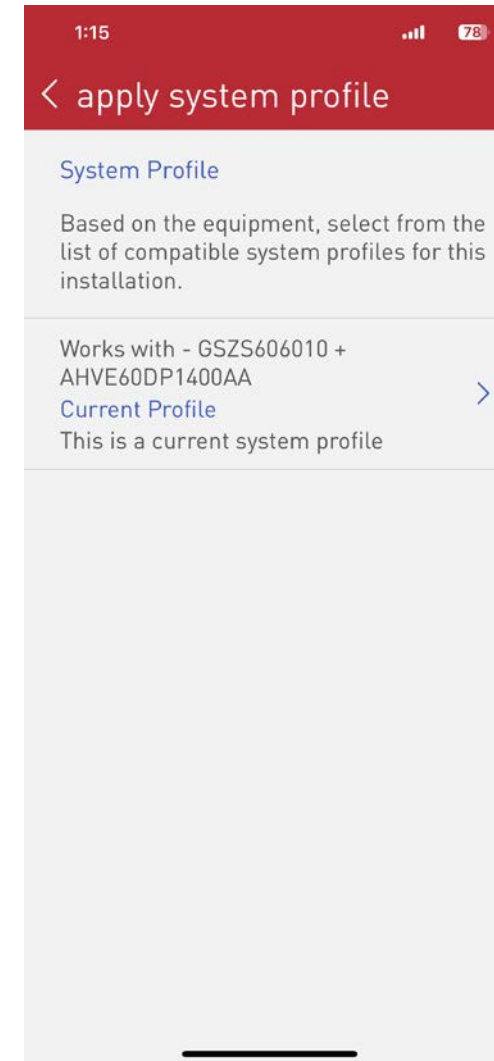 1:15
78
apply system profile
System Profile
Based on the equipment, select from the
list of compatible system profiles for this
installation.
Works with - GSZS606010 +
AHVE60DP1400AA
Current Profile
This is a current system profile